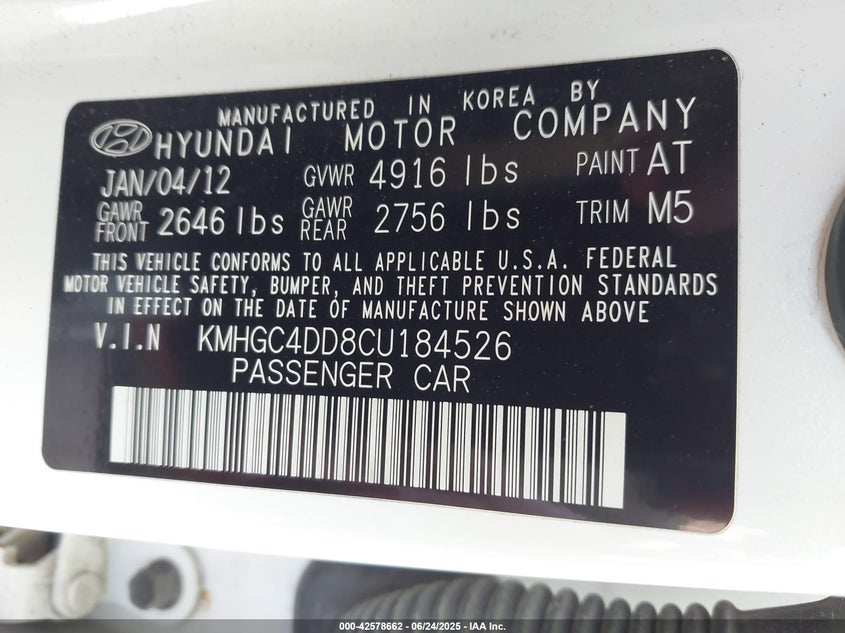 MANUFACTURED IN KOREA BY
HYUNDAI MOTOR COMPANY
JAN/04/12 GVWR 4916 lbs PAINT AT
GAWR FRONT 2646 lbs GAWR REAR 2756 lbs TRIM M5
THIS VEHICLE CONFORMS TO ALL APPLICABLE U.S.A. FEDERAL
MOTOR VEHICLE SAFETY, BUMPER, AND THEFT PREVENTION STANDARDS
IN EFFECT ON THE DATE OF MANUFACTURE SHOWN ABOVE
V.I.N KMHGC4DD8CU184526
PASSENGER CAR
000-42578662 - 06/24/2025 - IAA Inc.